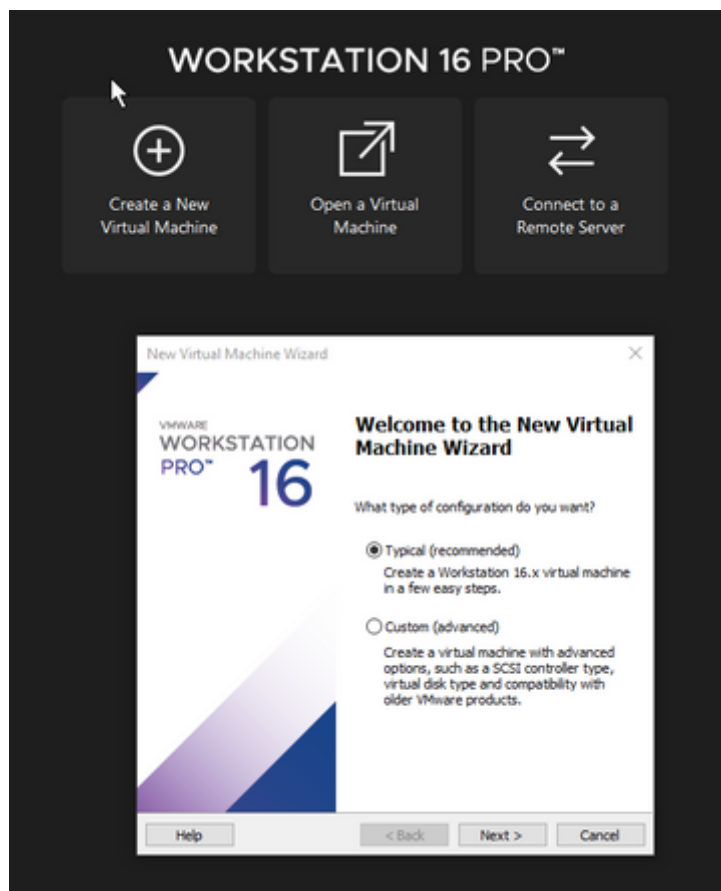 WORKSTATION 16 PRO™
Create a New
Virtual Machine
Open a Virtual
Machine
Connect to a
Remote Server
New Virtual Machine Wizard
VMWARE
WORKSTATION
PRO™
16
Welcome to the New Virtual
Machine Wizard
What type of configuration do you want?
Typical (recommended)
Create a Workstation 16.x virtual machine
in a few easy steps.
Custom (advanced)
Create a virtual machine with advanced
options, such as a SCSI controller type,
virtual disk type and compatibility with
older VMware products.
Help
< Back
Next >
Cancel